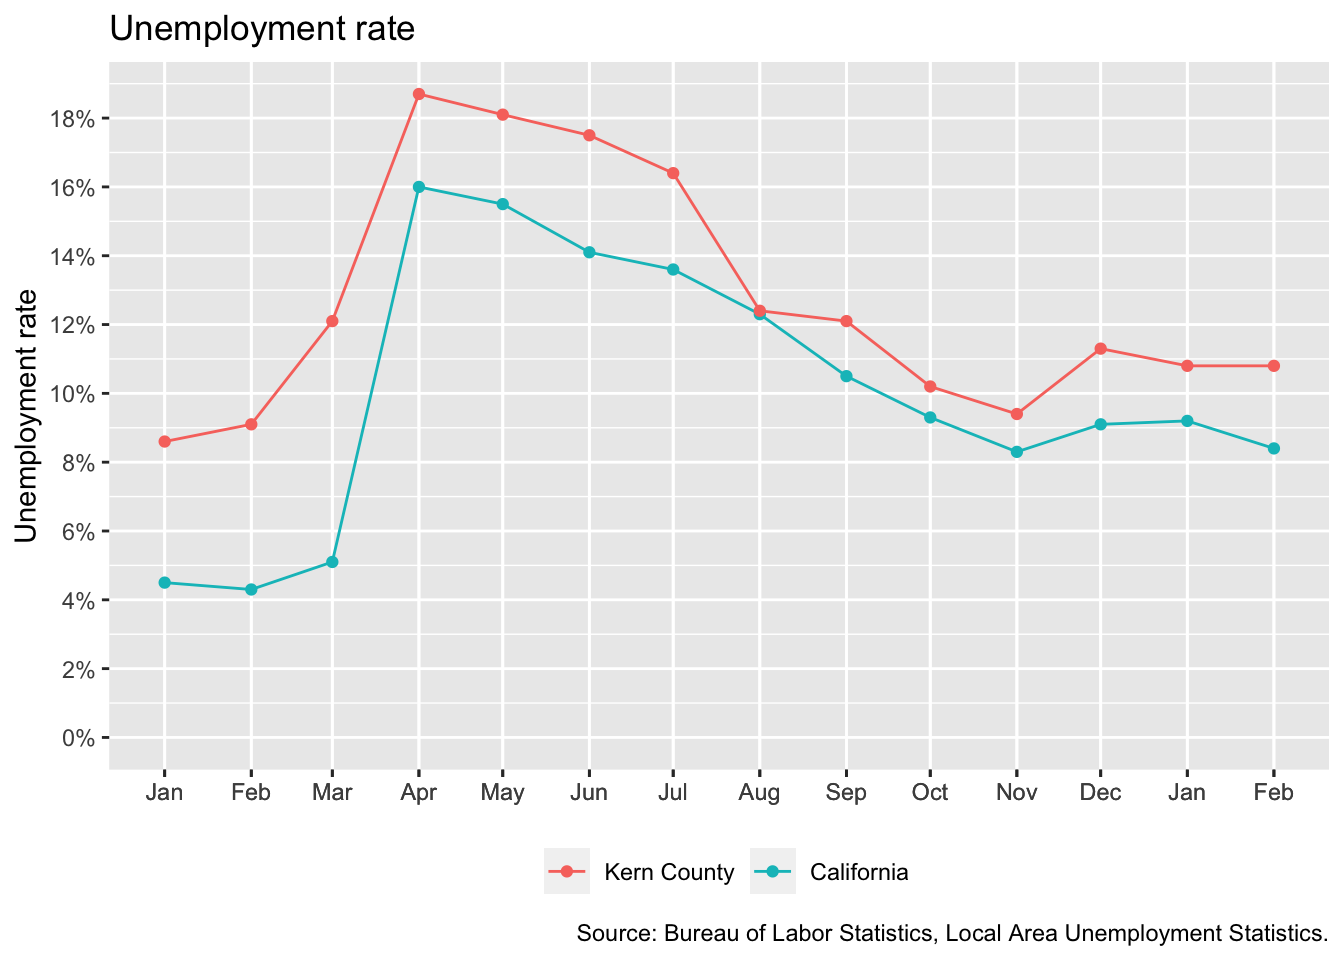 Unemployment rate
Unemployment rate
18%
16%
14%
12%
10%
8%
6%
4%
2%
0%
Jan Feb Mar Apr May Jun Jul Aug Sep Oct Nov Dec Jan Feb
Kern County California
Source: Bureau of Labor Statistics, Local Area Unemployment Statistics.